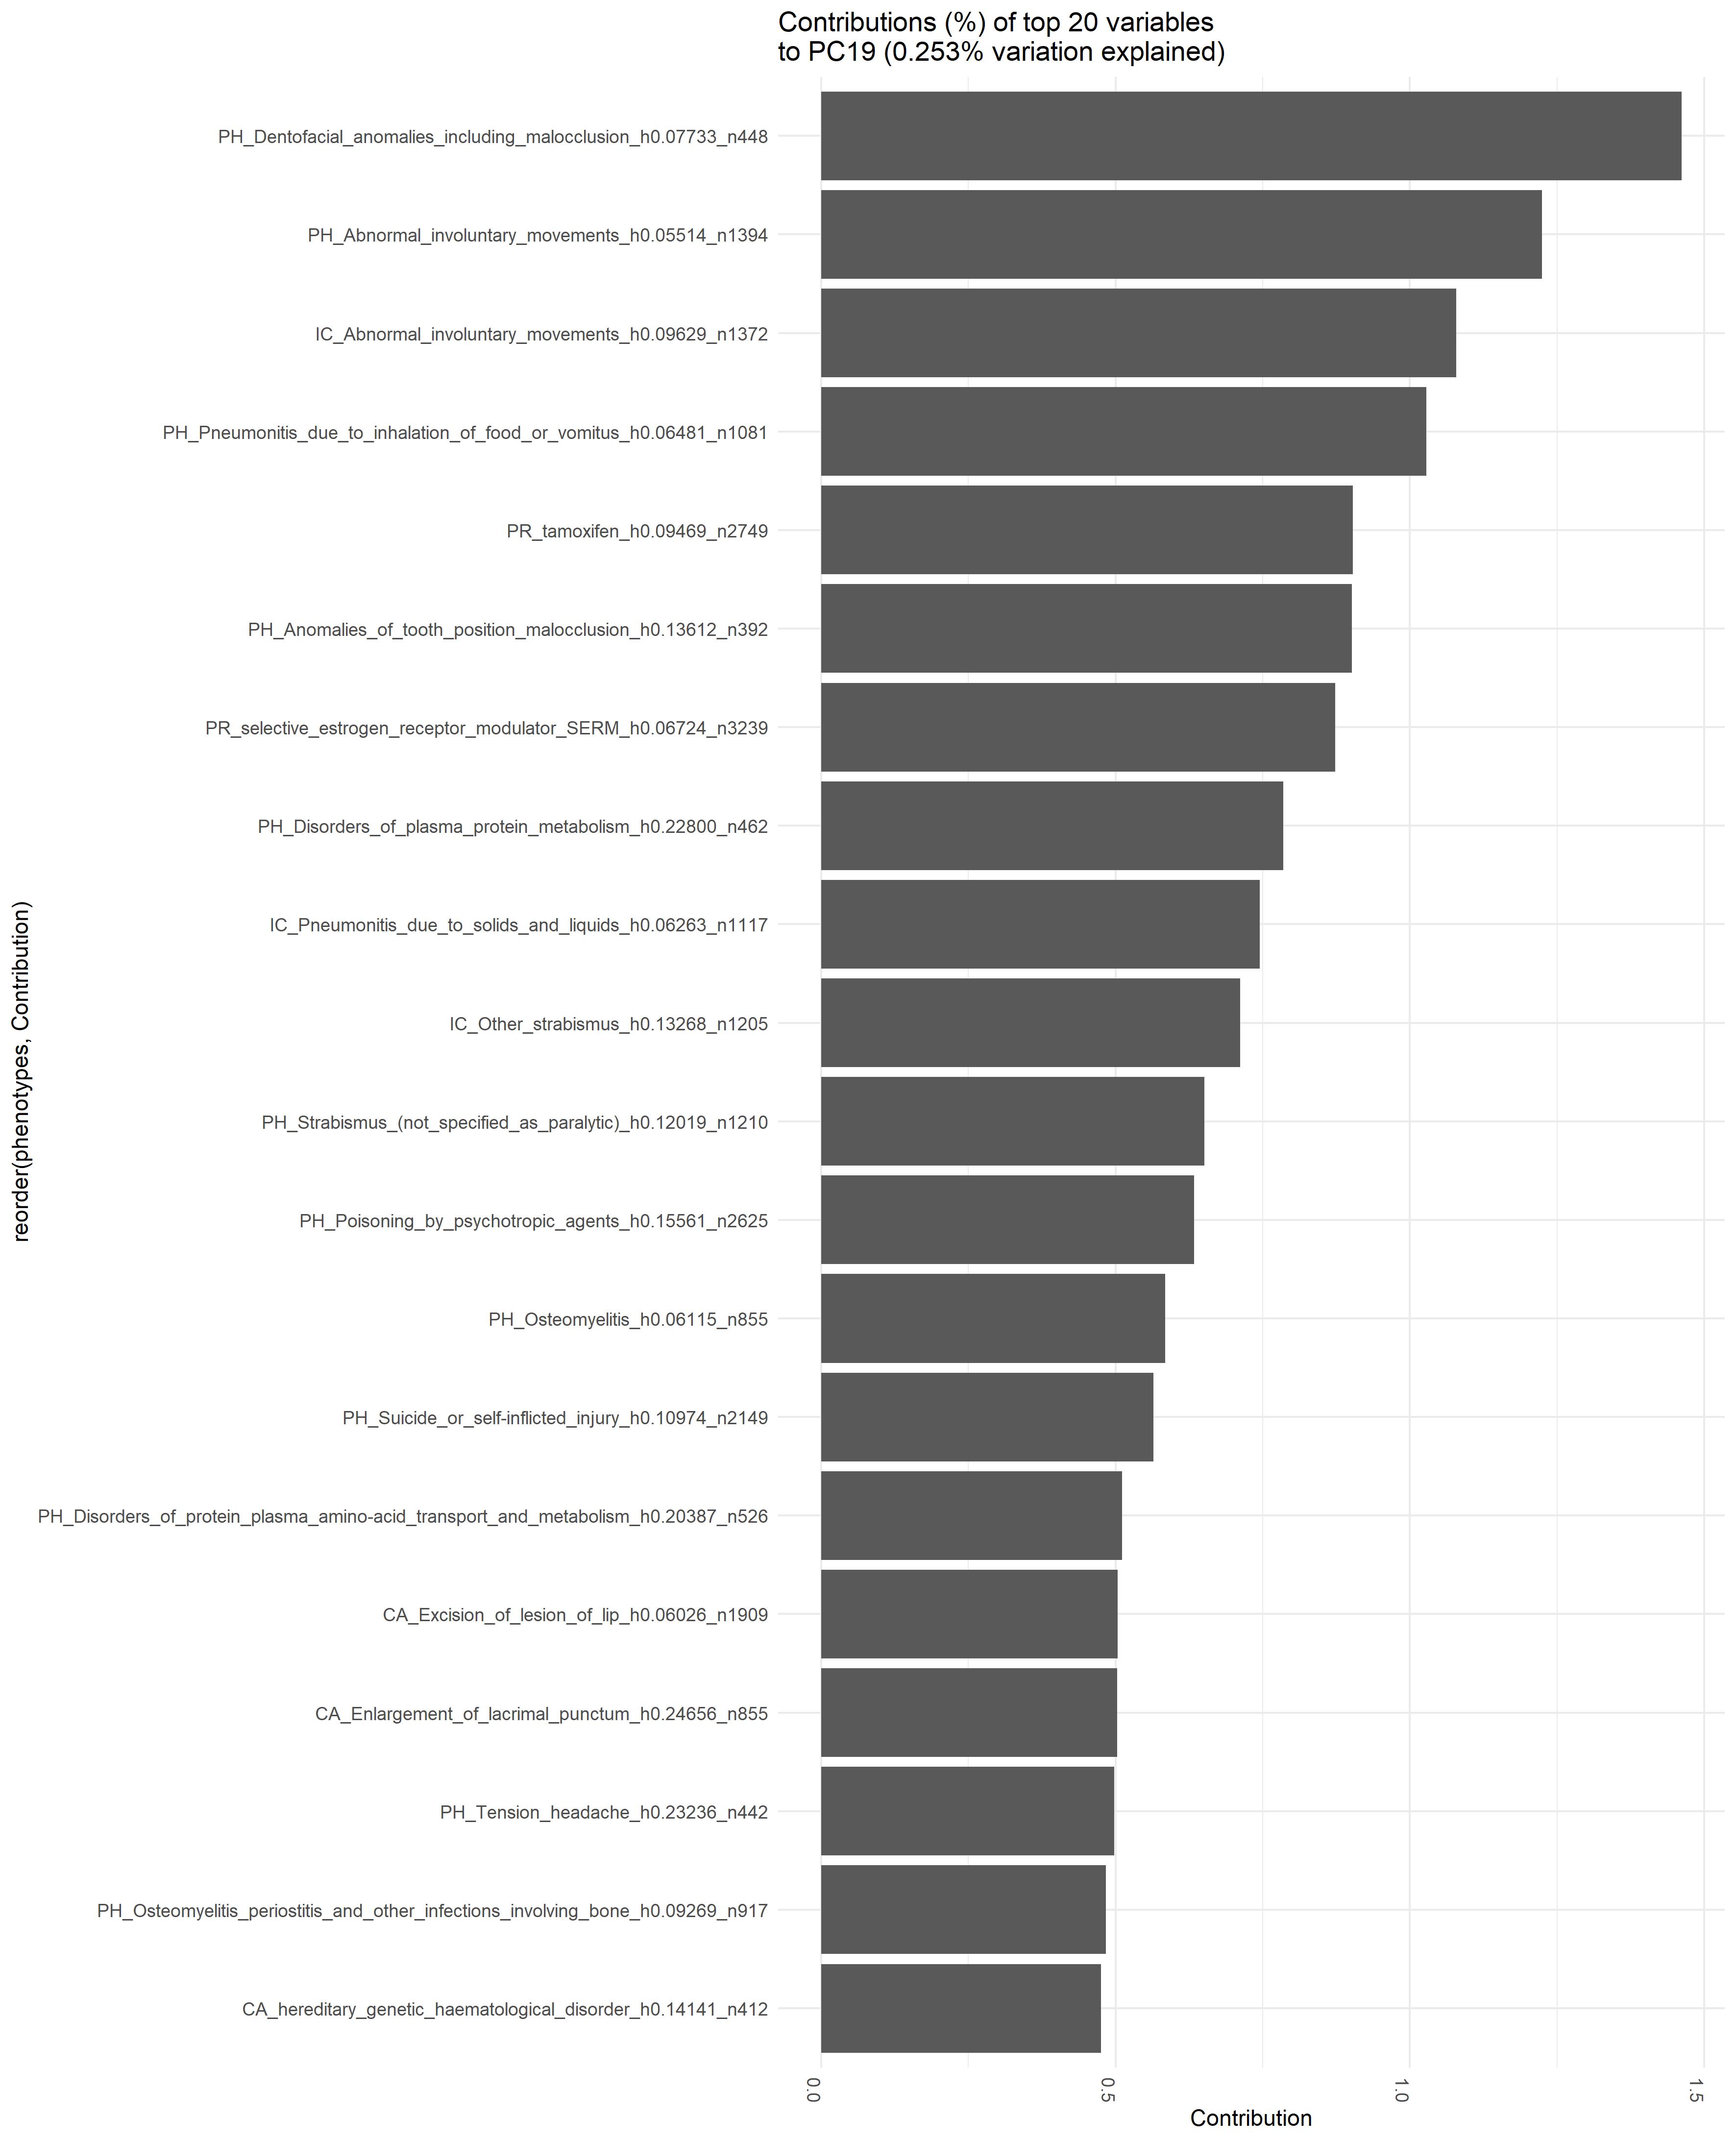 Contributions (%) of top 20 variables
to PC19 (0.253% variation explained)
PH_Dentofacial_anomalies_including_malocclusion_h0.07733_n448
PH_Abnormal_involuntary_movements_h0.05514_n1394
IC_Abnormal_involuntary_movements_h0.09629_n1372
PH_Pneumonitis_due_to_inhalation_of_food_or_vomitus_h0.06481_n1081
PR_tamoxifen_h0.09469_n2749
PH_Anomalies_of_tooth_position_malocclusion_h0.13612_n392
PR_selective_estrogen_receptor_modulator_SERM_h0.06724_n3239
PH_Disorders_of_plasma_protein_metabolism_h0.22800_n462
IC_Pneumonitis_due_to_solids_and_liquids_h0.06263_n1117
IC_Other_strabismus_h0.13268_n1205
PH_Strabismus_(not_specified_as_paralytic)_h0.12019_n1210
PH_Poisoning_by_psychotropic_agents_h0.15561_n2625
PH_Osteomyelitis_h0.06115_n855
PH_Suicide_or_self-inflicted_injury_h0.10974_n2149
PH_Disorders_of_protein_plasma_amino-acid_transport_and_metabolism_h0.20387_n526
CA_Excision_of_lesion_of_lip_h0.06026_n1909
CA_Enlargement_of_lacrimal_punctum_h0.24656_n855
PH_Tension_headache_h0.23236_n442
PH_Osteomyelitis_periostitis_and_other_infections_involving_bone_h0.09269_n917
CA_hereditary_genetic_haematological_disorder_h0.14141_n412
reorder(phenotypes, Contribution)
0.0
0.5
1.0
1.5
Contribution